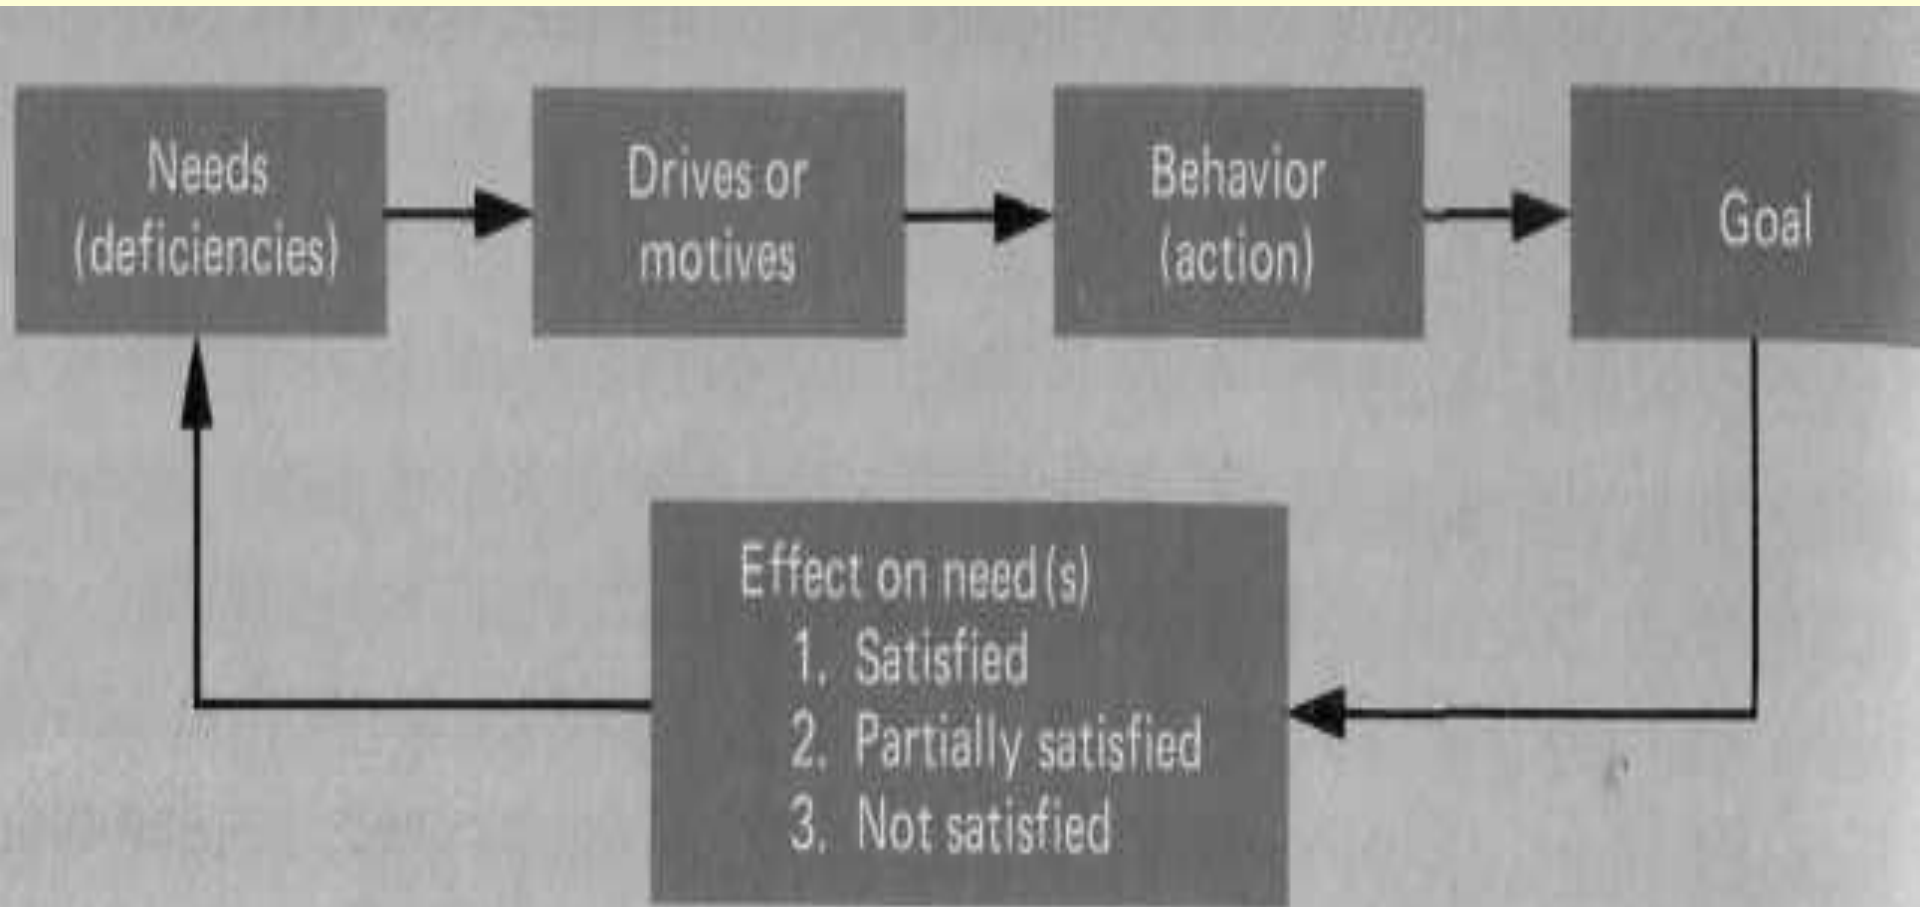 Needs
(deficiencies)
Drives or
motives
Behavior
(action)
Goal
Effect on need(s)
1. Satisfied
2. Partially satisfied
3. Not satisfied